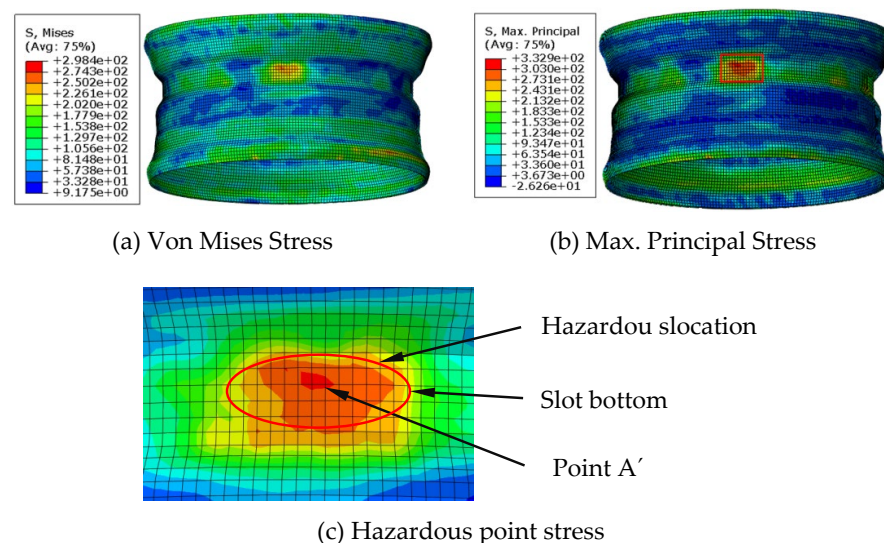 S, Mises
(Avg: 75%)
+2.984e+02
+2.743e+02
+2.502e+02
+2.261e+02
+2.020e+02
+1.779e+02
+1.538e+02
+1.297e+02
+1.056e+02
+8.148e+01
+5.738e+01
+3.328e+01
+9.175e+00
S, Max. Principal
(Avg: 75%)
+3.329e+02
+3.030e+02
+2.731e+02
+2.431e+02
+2.132e+02
+1.833e+02
+1.533e+02
+1.234e+02
+9.347e+01
+6.354e+01
+3.360e+01
+3.673e+00
-2.626e+01
(a) Von Mises Stress
(b) Max. Principal Stress
Hazardou slocation
Slot bottom
Point A´
(c) Hazardous point stress